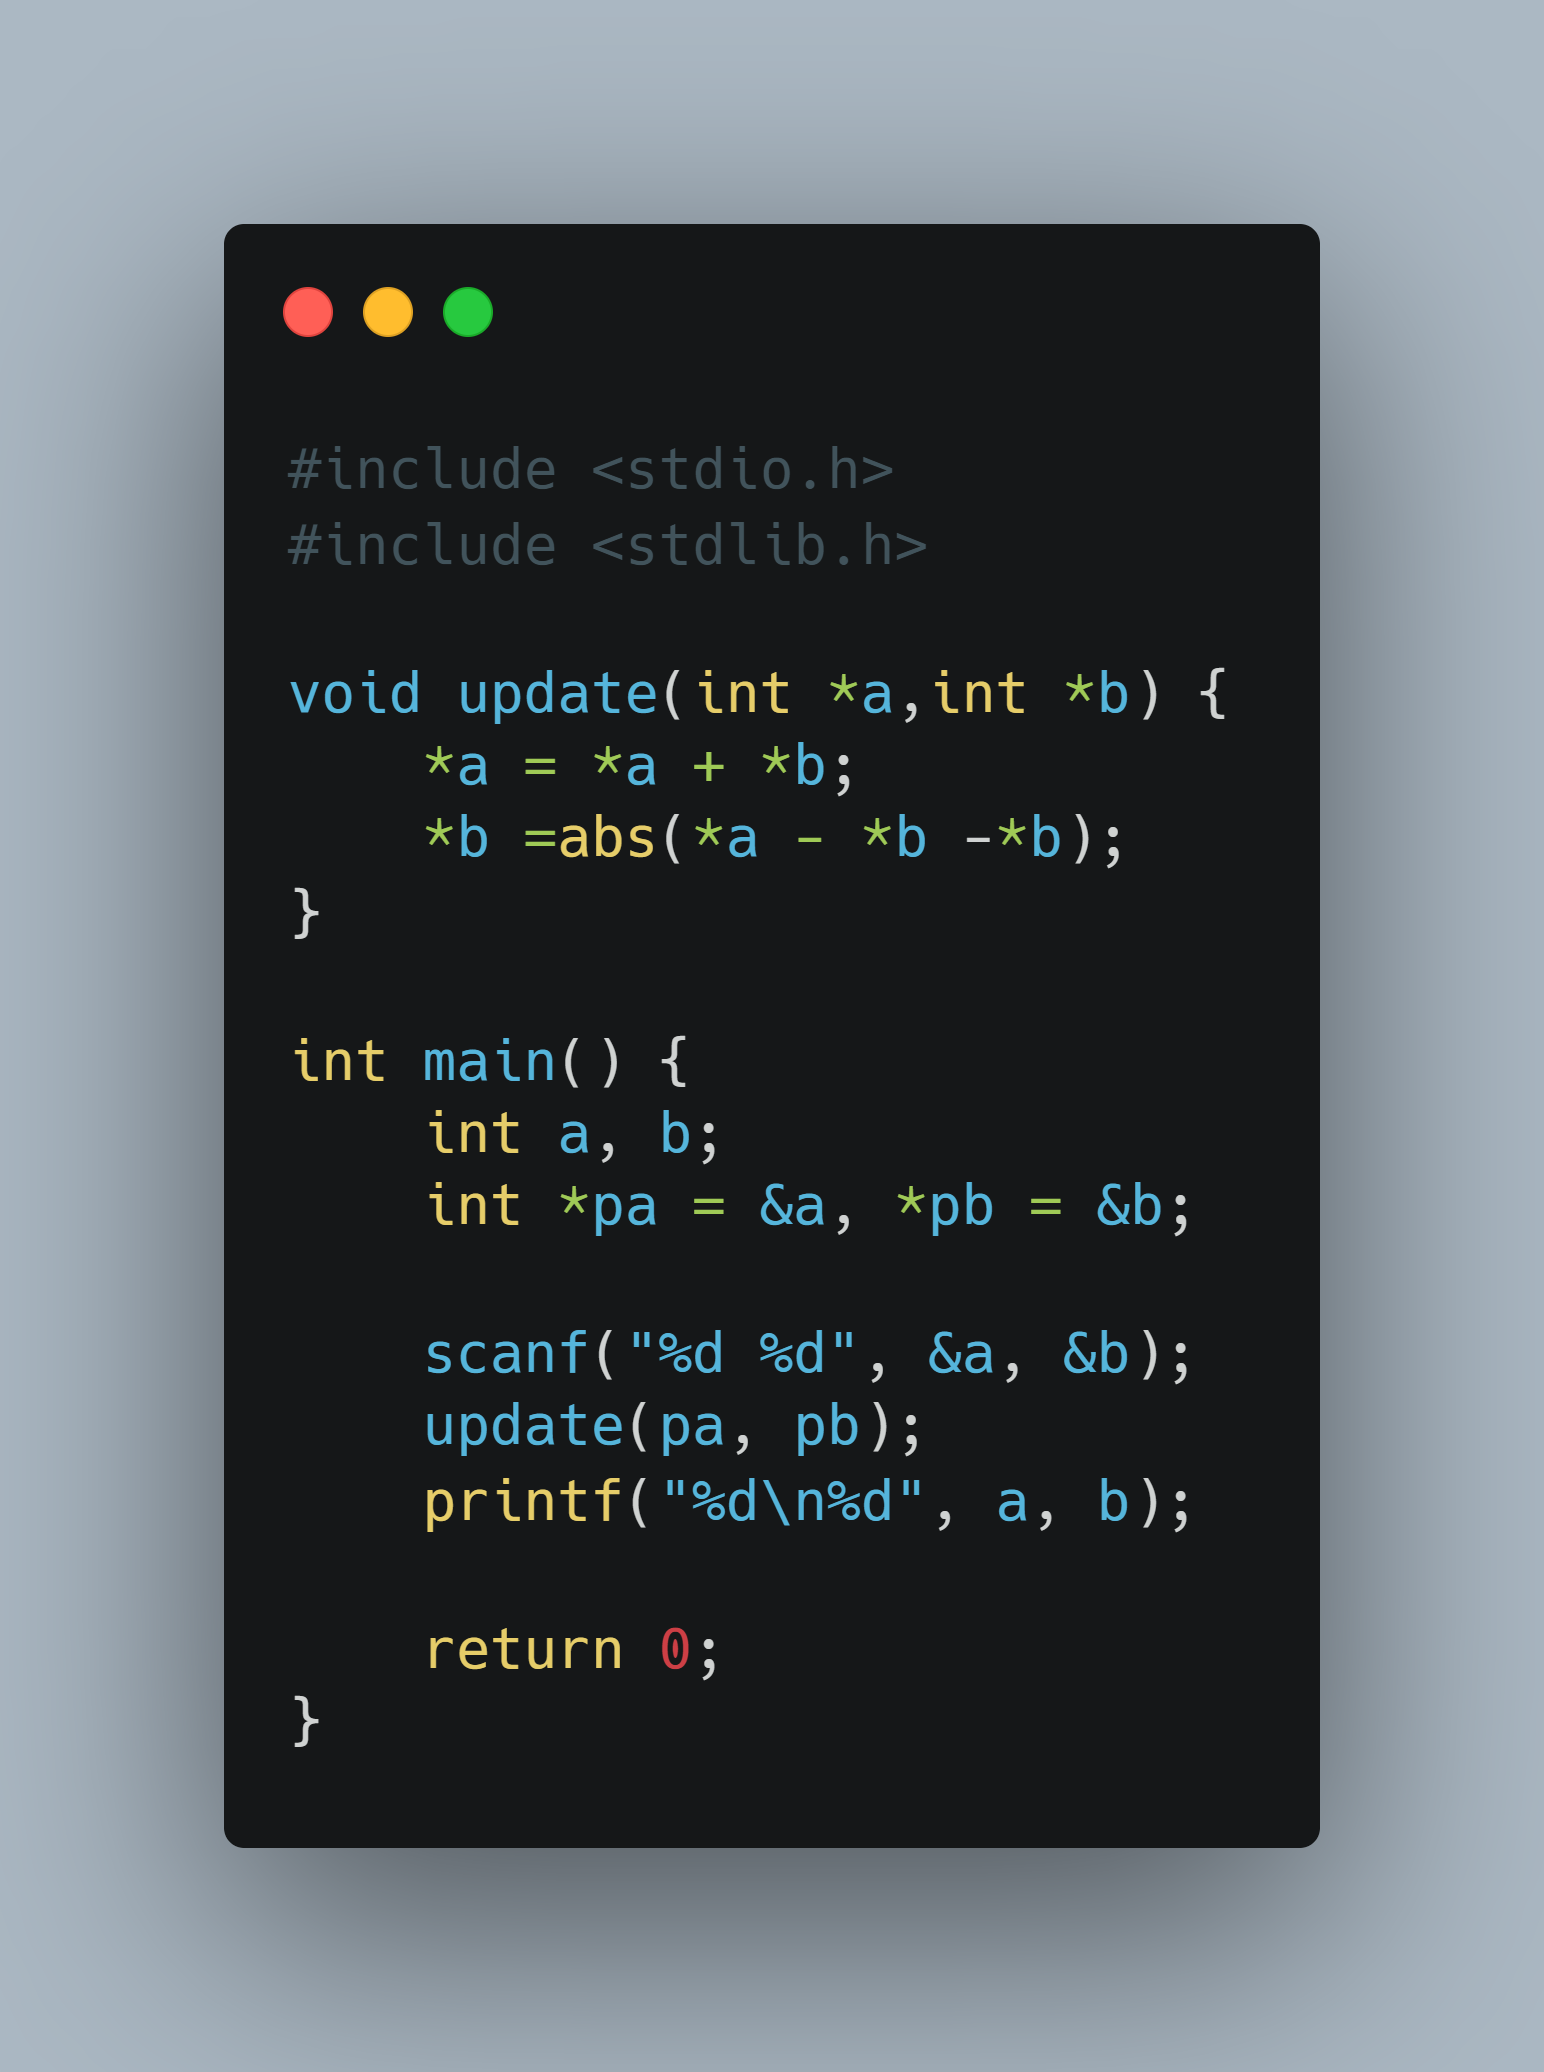 #include <stdio.h>
#include <stdlib.h>
void update(int *a,int *b) {
    *a = *a + *b;
    *b =abs(*a - *b -*b);
}
int main() {
    int a, b;
    int *pa = &a, *pb = &b;
    scanf("%d %d", &a, &b);
    update(pa, pb);
    printf("%d\n%d", a, b);
    return 0;
}